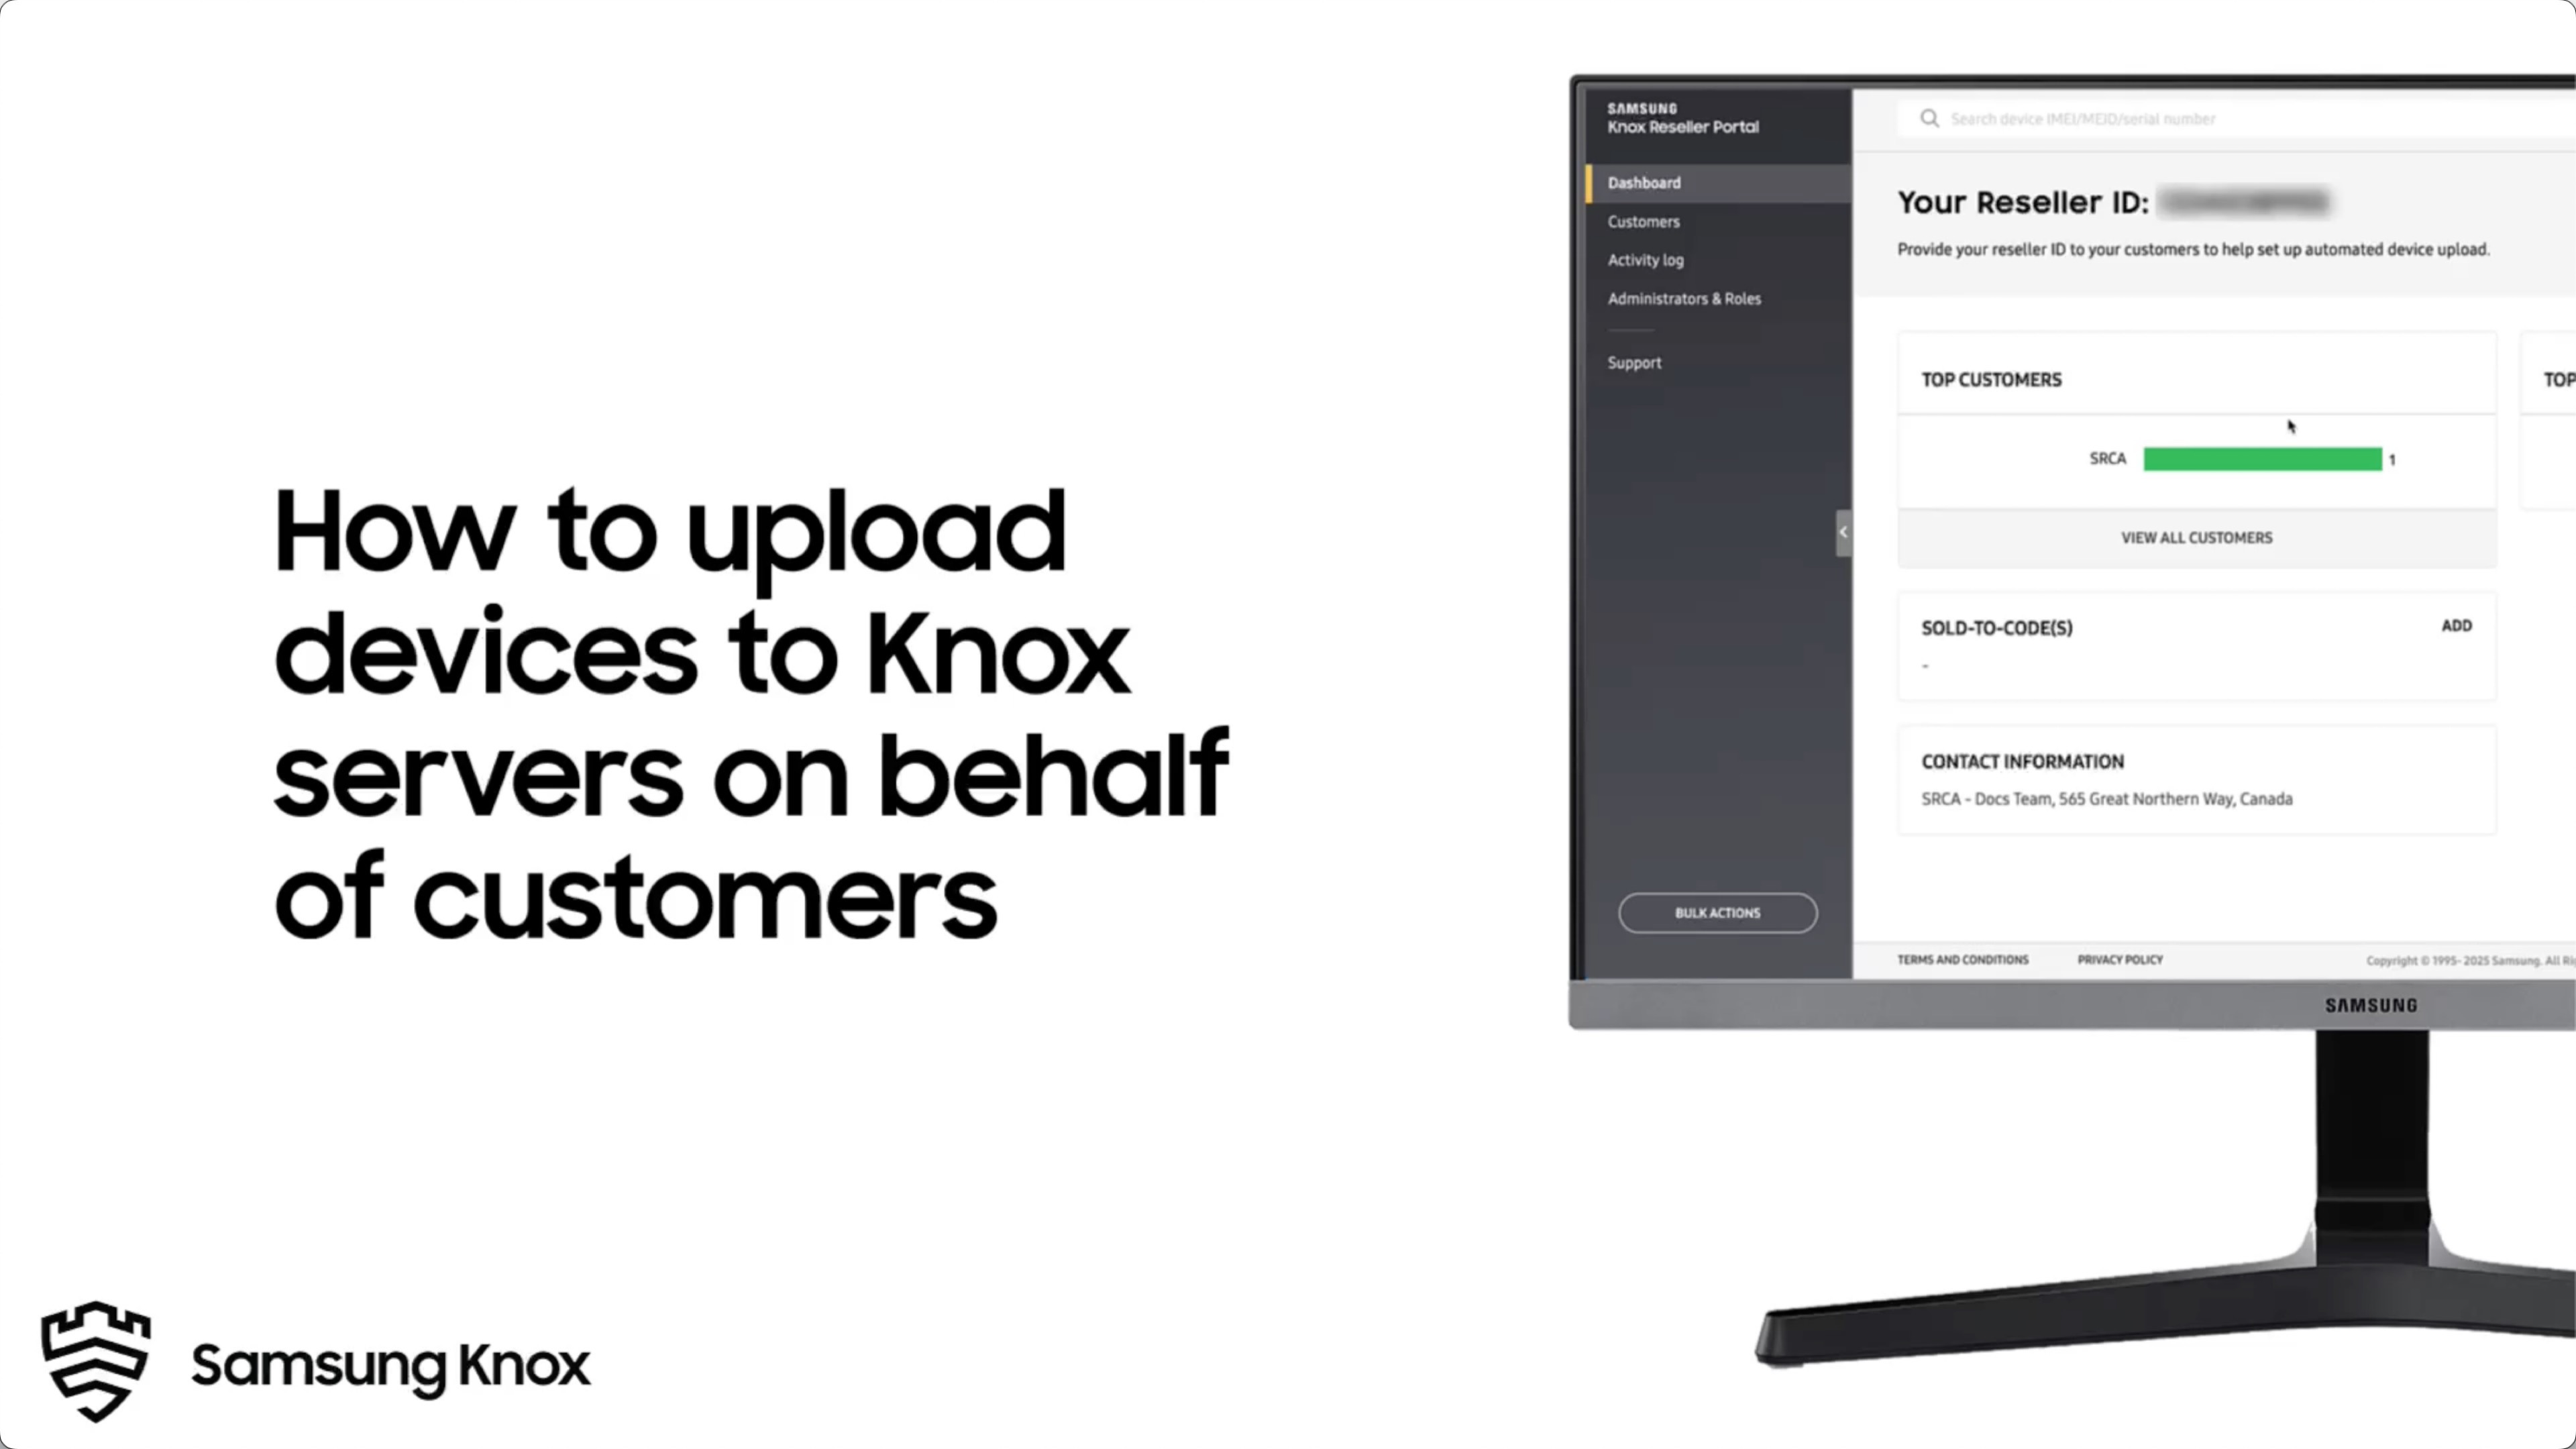 How to upload
devices to Knox
servers on behalf
of customers
Samsung Knox
SAMSUNG
Knox Reseller Portal
Dashboard
Customers
Activity log
Administrators & Roles
Support
BULK ACTIONS
Search device IMEI/MEID/serial number
Your Reseller ID:
Provide your reseller ID to your customers to help set up automated device upload.
TOP CUSTOMERS
SRCA 1
VIEW ALL CUSTOMERS
TOP
SOLD-TO-CODE(S) ADD
-
CONTACT INFORMATION
SRCA - Docs Team, 565 Great Northern Way, Canada
TERMS AND CONDITIONS PRIVACY POLICY Copyright © 1995- 2025 Samsung. All
SAMSUNG